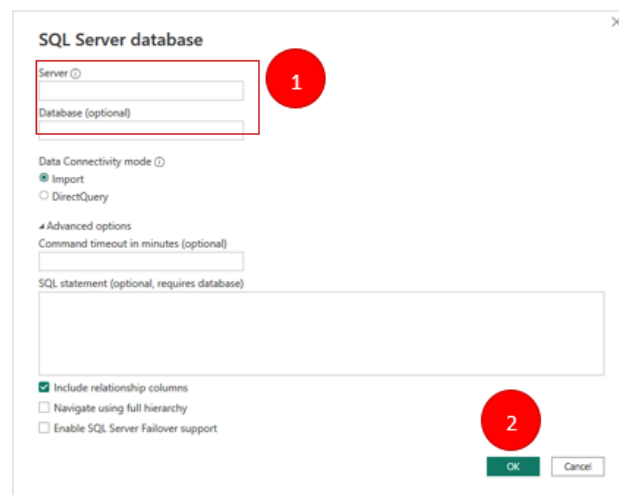 SQL Server database
Server
1
Database (optional)
Data Connectivity mode
Import
DirectQuery
Advanced options
Command timeout in minutes (optional)
SQL statement (optional, requires database)
Include relationship columns
Navigate using full hierarchy
Enable SQL Server Failover support
2
OK Cancel